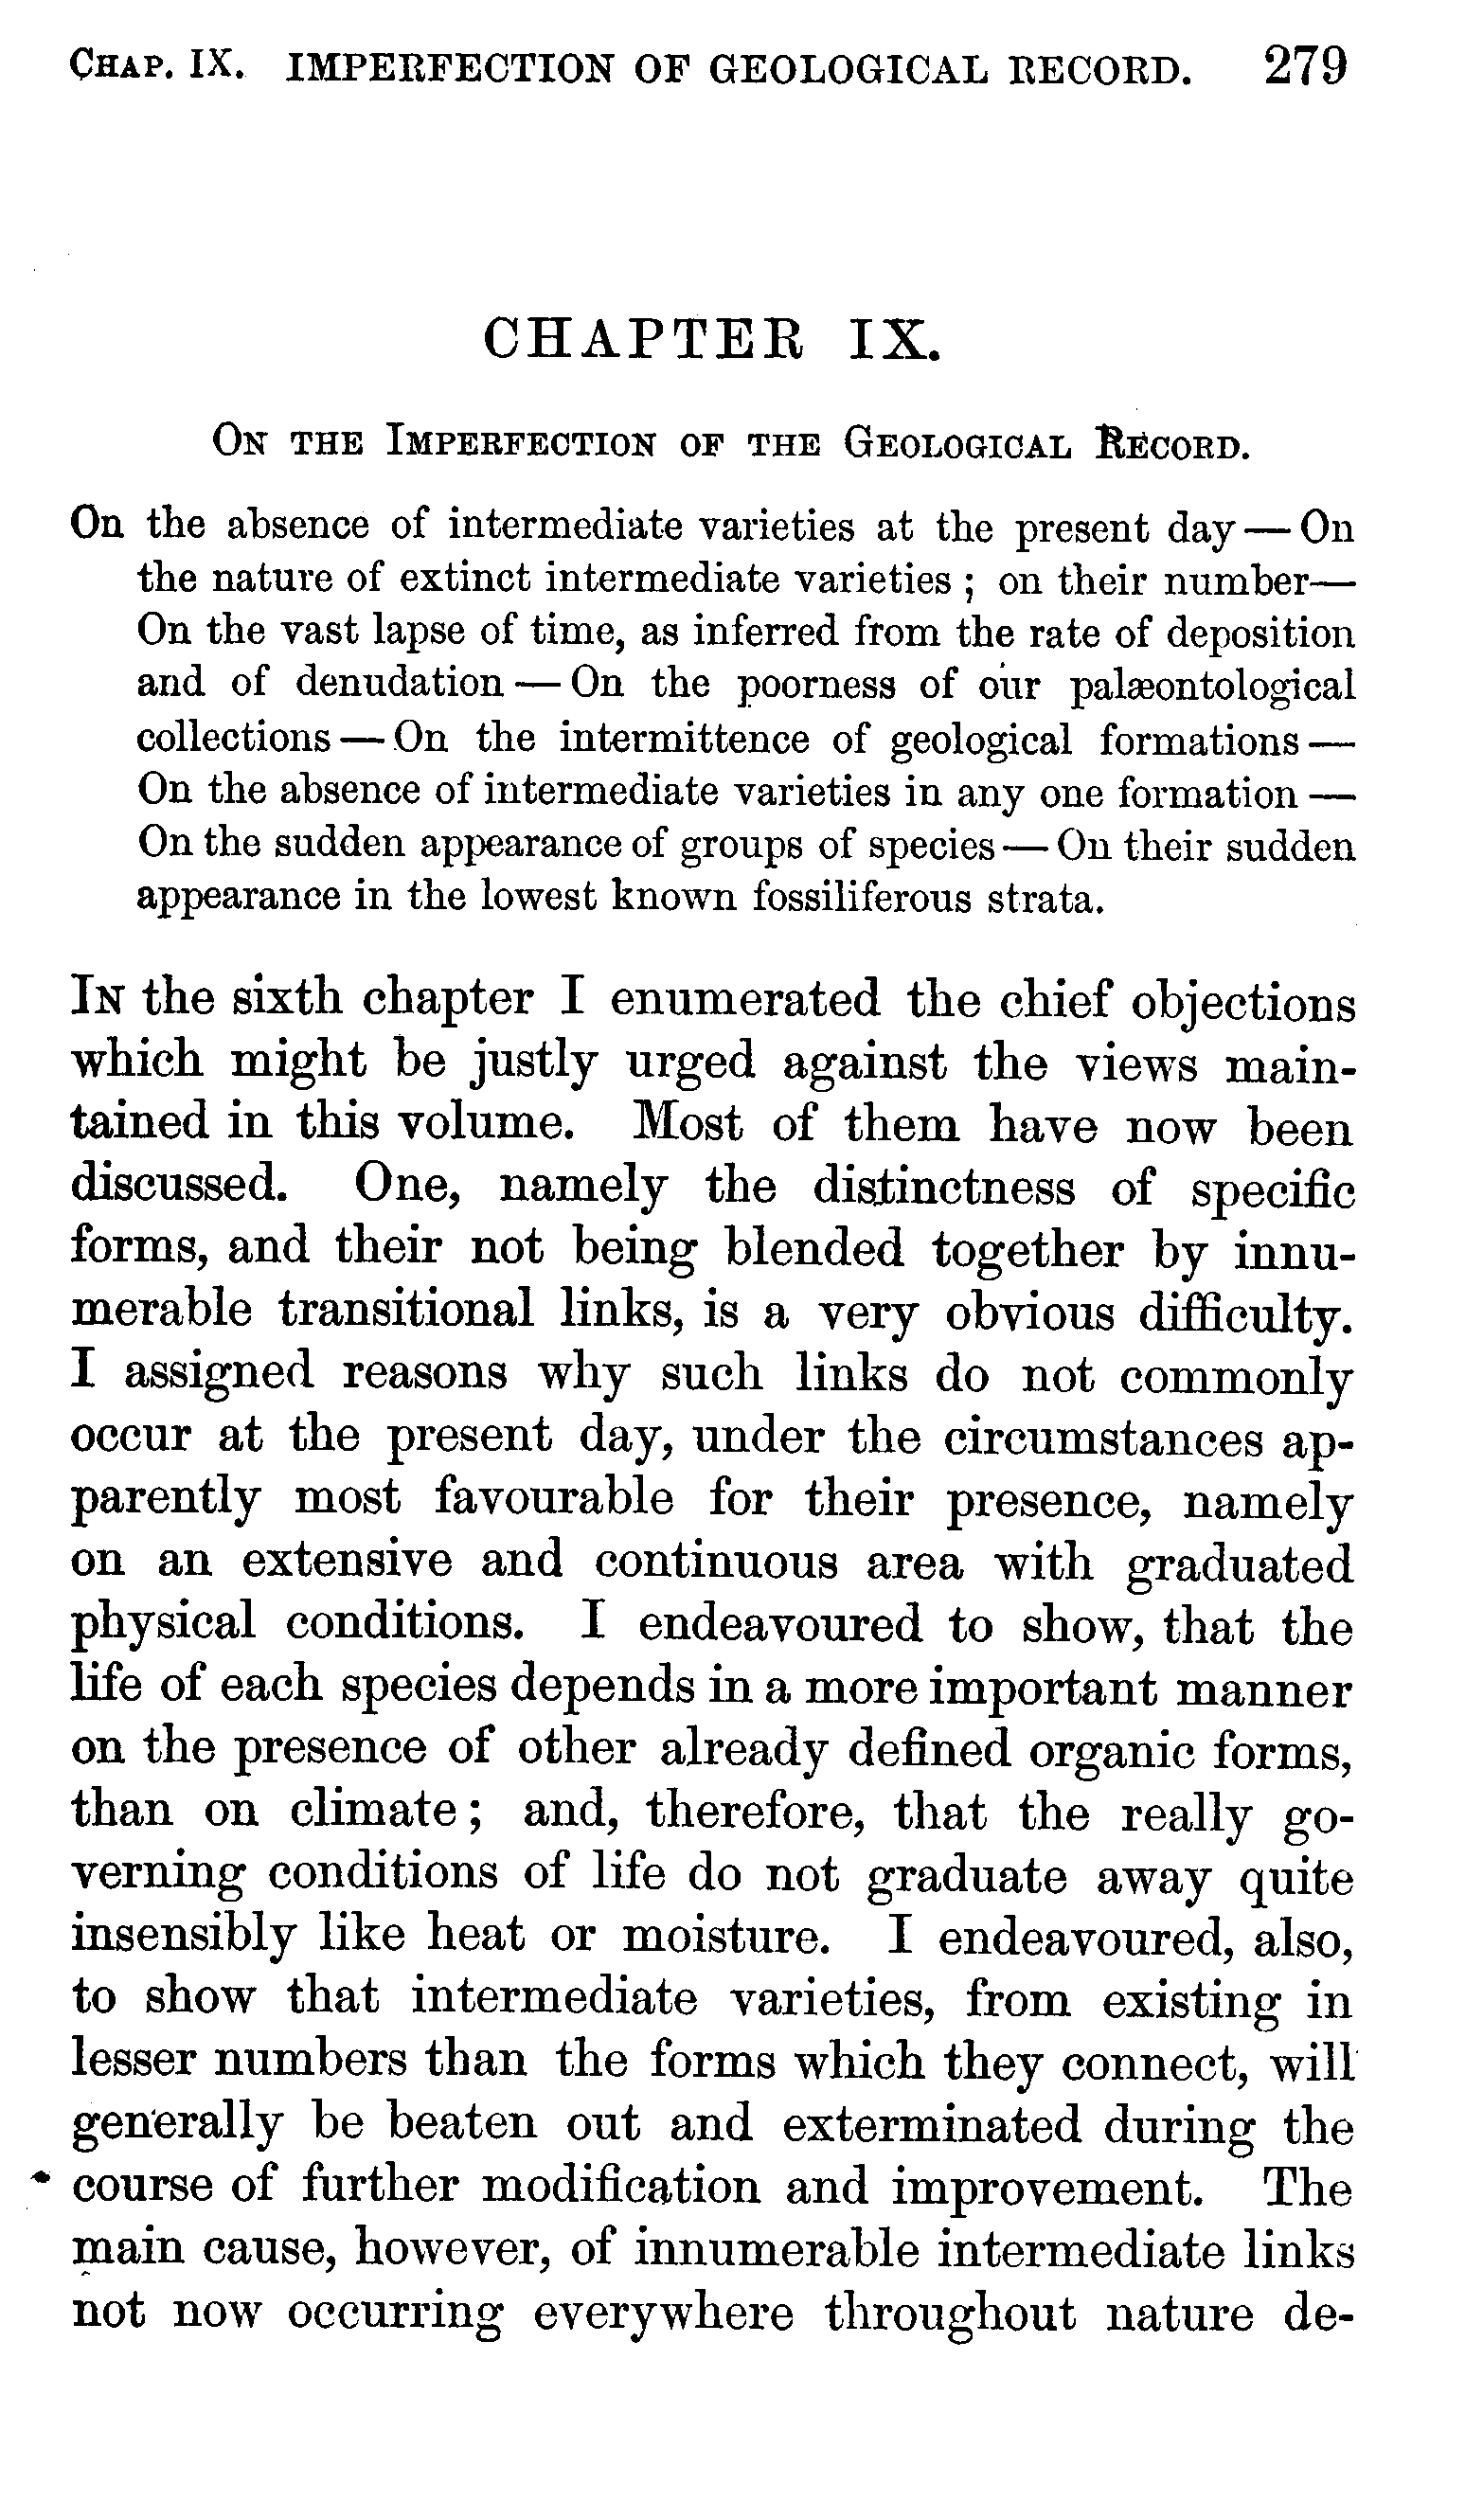 CHAP. IX. IMPERFECTION OF GEOLOGICAL RECORD. 279
CHAPTER IX.
ON THE IMPERFECTION OF THE GEOLOGICAL RECORD.
On the absence of intermediate varieties at the present day — On
the nature of extinct intermediate varieties ; on their number—
On the vast lapse of time, as inferred from the rate of deposition
and of denudation — On the poorness of our palæontological
collections — On the intermittence of geological formations —
On the absence of intermediate varieties in any one formation —
On the sudden appearance of groups of species — On their sudden
appearance in the lowest known fossiliferous strata.
IN the sixth chapter I enumerated the chief objections
which might be justly urged against the views main-
tained in this volume. Most of them have now been
discussed. One, namely the distinctness of specific
forms, and their not being blended together by innu-
merable transitional links, is a very obvious difficulty.
I assigned reasons why such links do not commonly
occur at the present day, under the circumstances ap-
parently most favourable for their presence, namely
on an extensive and continuous area with graduated
physical conditions. I endeavoured to show, that the
life of each species depends in a more important manner
on the presence of other already defined organic forms,
than on climate; and, therefore, that the really go-
verning conditions of life do not graduate away quite
insensibly like heat or moisture. I endeavoured, also,
to show that intermediate varieties, from existing in
lesser numbers than the forms which they connect, will
generally be beaten out and exterminated during the
course of further modification and improvement. The
main cause, however, of innumerable intermediate links
not now occurring everywhere throughout nature de-